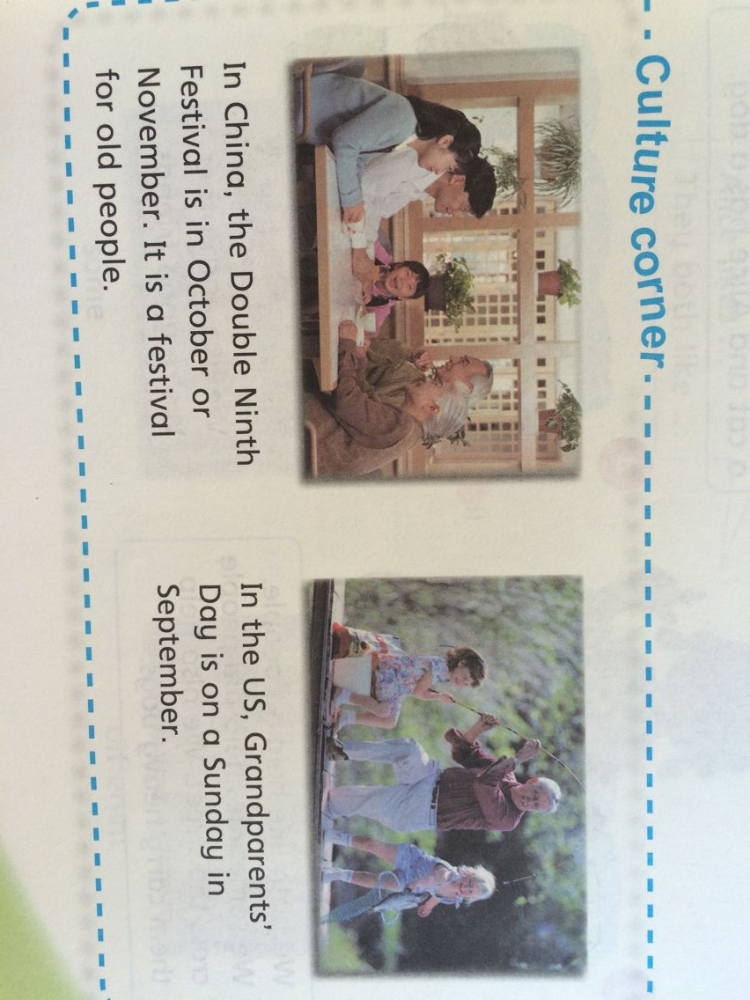 Culture corner
In China, the Double Ninth
Festival is in October or
November. It is a festival
for old people.
In the US, Grandparents'
Day is on a Sunday in
September.